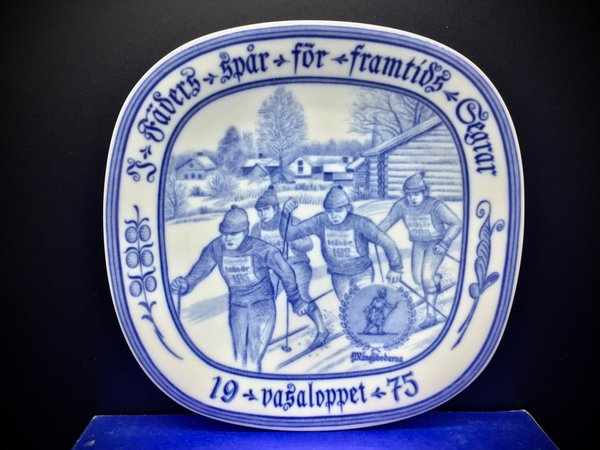 I Fäders spår för framtids Segrar
Mångsbodarna
19 vasaloppet 75